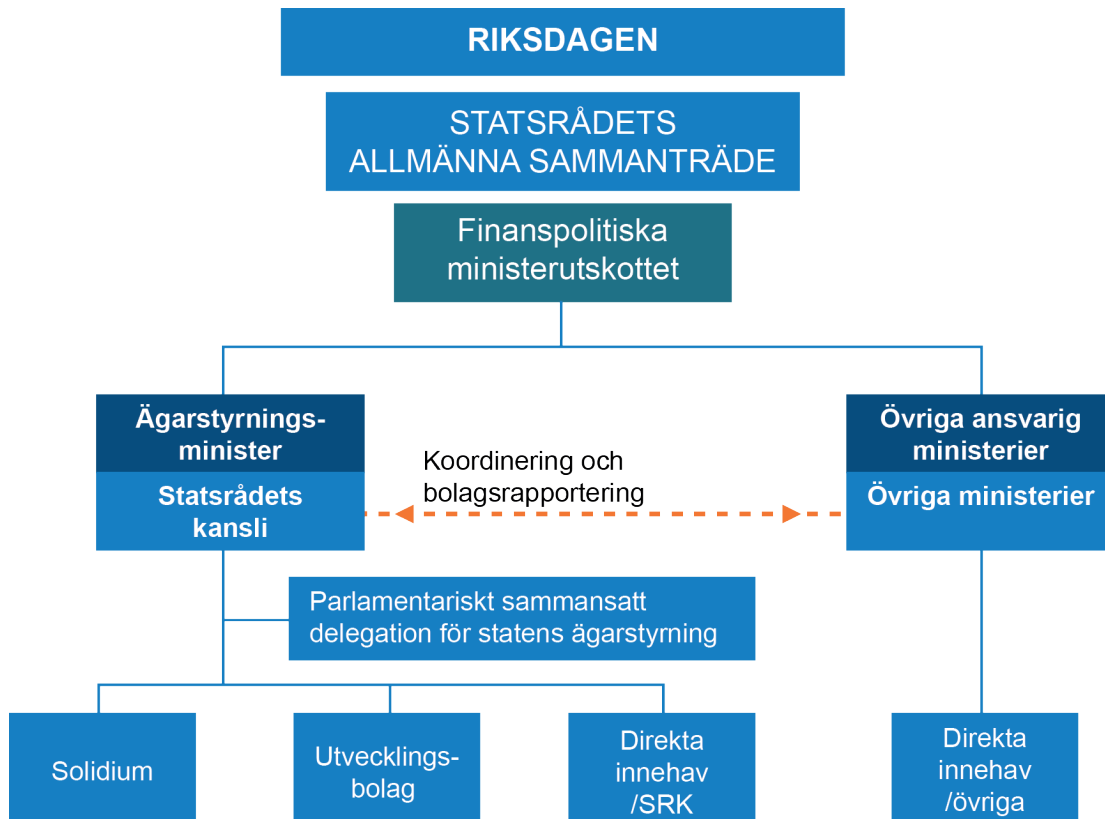 RIKSDAGEN
STATSRÅDETS
ALLMÄNNA SAMMANTRÄDE
Finanspolitiska
ministerutskottet
Ägarstyrnings-
minister
Statsrådets
kansli
Koordinering och
bolagsrapportering
Övriga ansvarig
ministerier
Övriga ministerier
Parlamentariskt sammansatt
delegation för statens ägarstyrning
Solidium
Utvecklings-
bolag
Direkta
innehav
/SRK
Direkta
innehav
/övriga